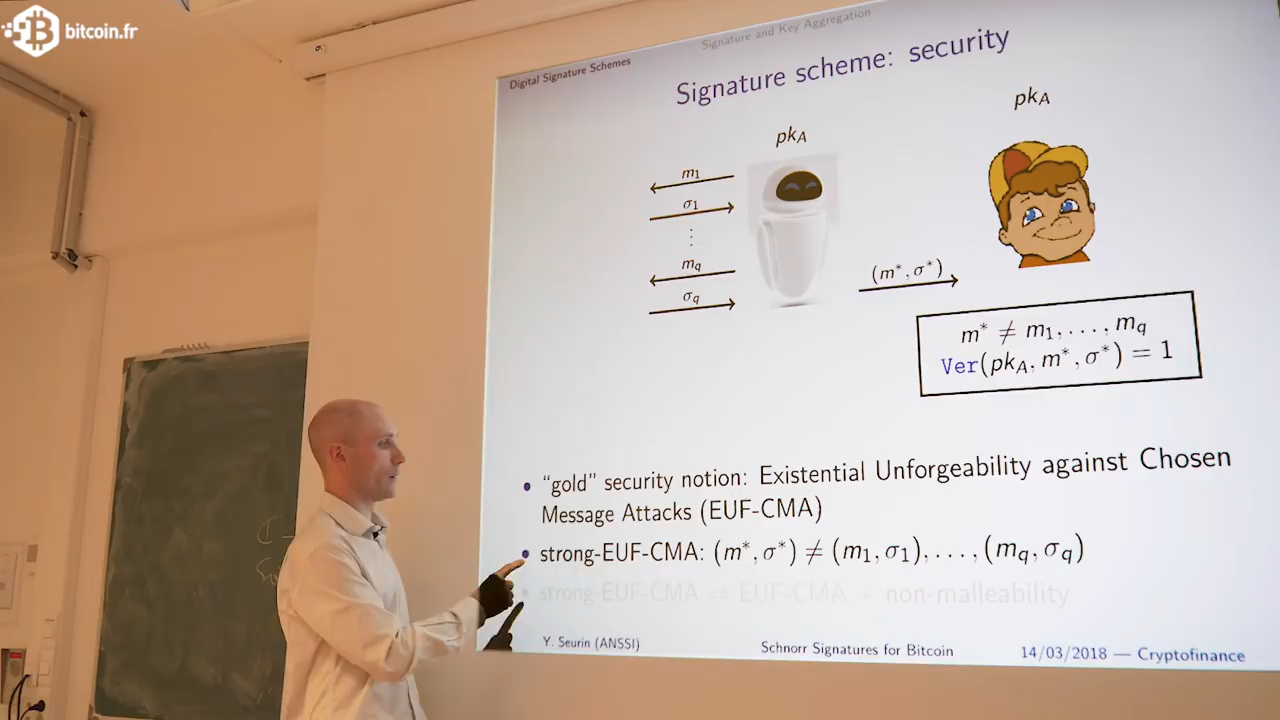 bitcoin.fr
Digital Signature Schemes
Signature and Key Aggregation
Signature scheme: security
pk_A
pk_A
m_1
σ_1
⋮
m_q
σ_q
(m*, σ*)
m* ≠ m_1, . . . , m_q
Ver(pk_A, m*, σ*) = 1
• “gold” security notion: Existential Unforgeability against Chosen
Message Attacks (EUF-CMA)
• strong-EUF-CMA: (m*, σ*) ≠ (m_1, σ_1), . . . , (m_q, σ_q)
• strong-EUF-CMA ⇔ EUF-CMA + non-malleability
Y. Seurin (ANSSI)
Schnorr Signatures for Bitcoin
14/03/2018 — Cryptofinance